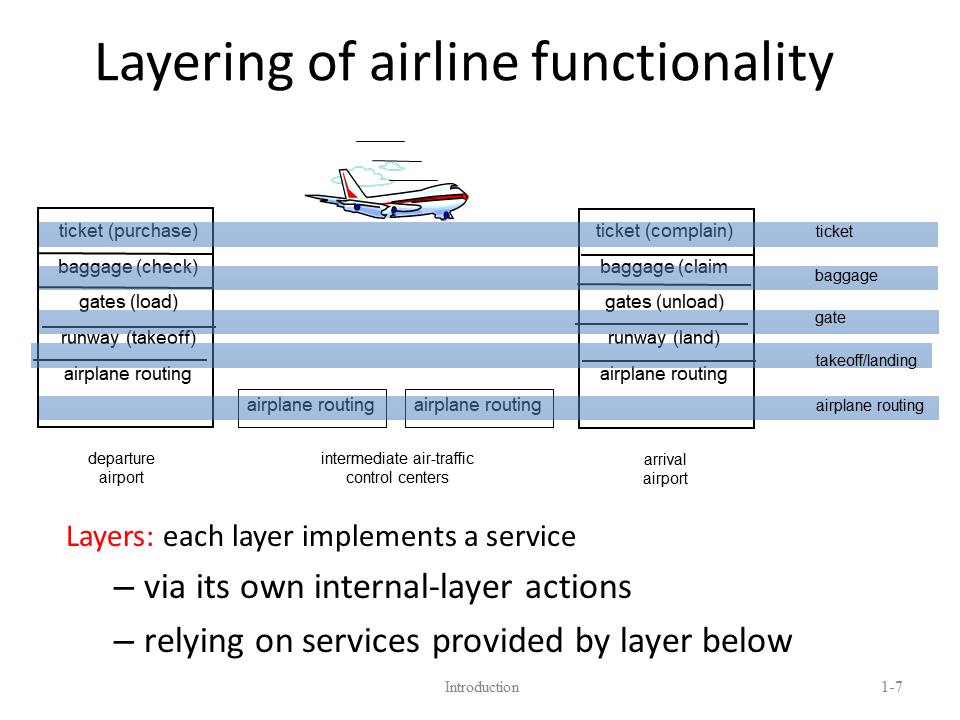 Layering of airline functionality
ticket (purchase)
baggage (check)
gates (load)
runway (takeoff)
airplane routing
airplane routing
airplane routing
ticket (complain)
baggage (claim
gates (unload)
runway (land)
airplane routing
ticket
baggage
gate
takeoff/landing
airplane routing
departure
airport
intermediate air-traffic
control centers
arrival
airport
Layers: each layer implements a service
– via its own internal-layer actions
– relying on services provided by layer below
Introduction
1-7